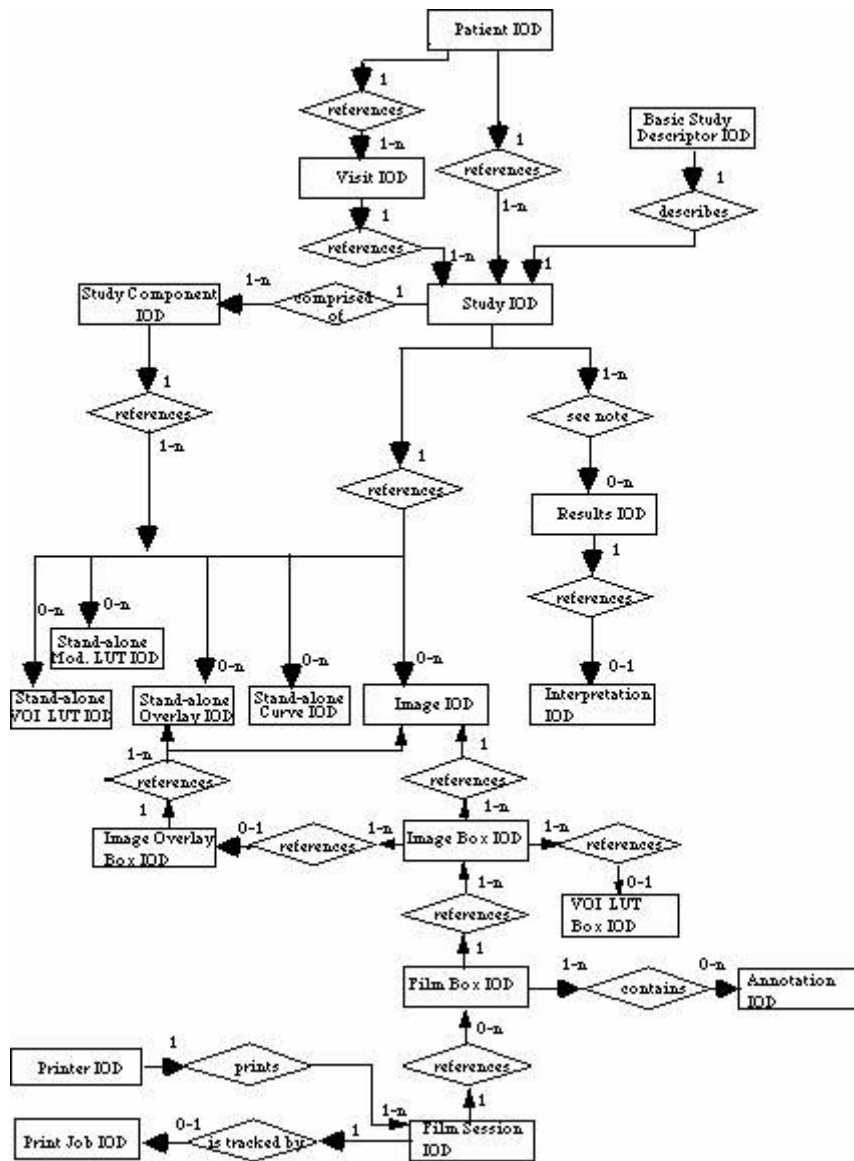 Patient IOD
1
references
Basic Study
Descriptor IOD
1-n
1
references
1
Visit IOD
1
1-n
describes
references
1-n
1
1-n
1
Study Component
IOD
comprised
of
Study IOD
1
1-n
references
see note
1-n
1
references
0-n
Results IOD
1
references
0-n
0-n
0-n
0-n
0-n
Stand-alone
Mod. LUT IOD
0-1
Stand-alone
VOI LUT IOD
Stand-alone
Overlay IOD
Stand-alone
Curve IOD
Image IOD
Interpretation
IOD
1-n
1
references
references
1
1-n
Image Overlay
Box IOD
0-1
references
1-n
Image Box IOD
1-n
references
1-n
0-1
references
VOI LUT
Box IOD
1
Film Box IOD
1-n
contains
0-n
Annotation
IOD
0-n
Printer IOD
1
prints
references
1-n
1
Print Job IOD
0-1
is tracked by
1
Film Session
IOD